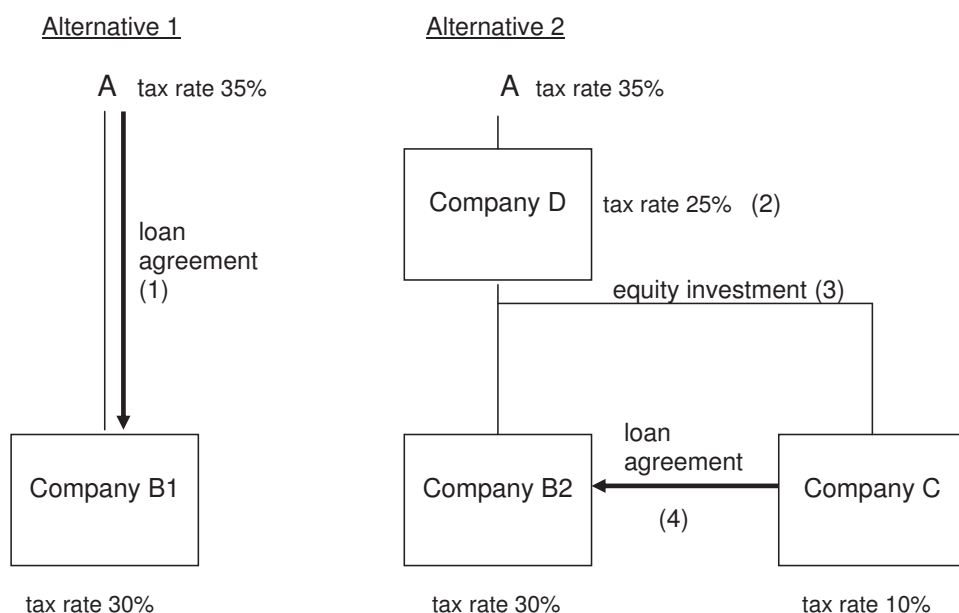 Alternative 1
A tax rate 35%
loan
agreement
(1)
Company B1
tax rate 30%
Alternative 2
A tax rate 35%
Company D
tax rate 25% (2)
equity investment (3)
loan
agreement
(4)
Company B2
Company C
tax rate 30%
tax rate 10%